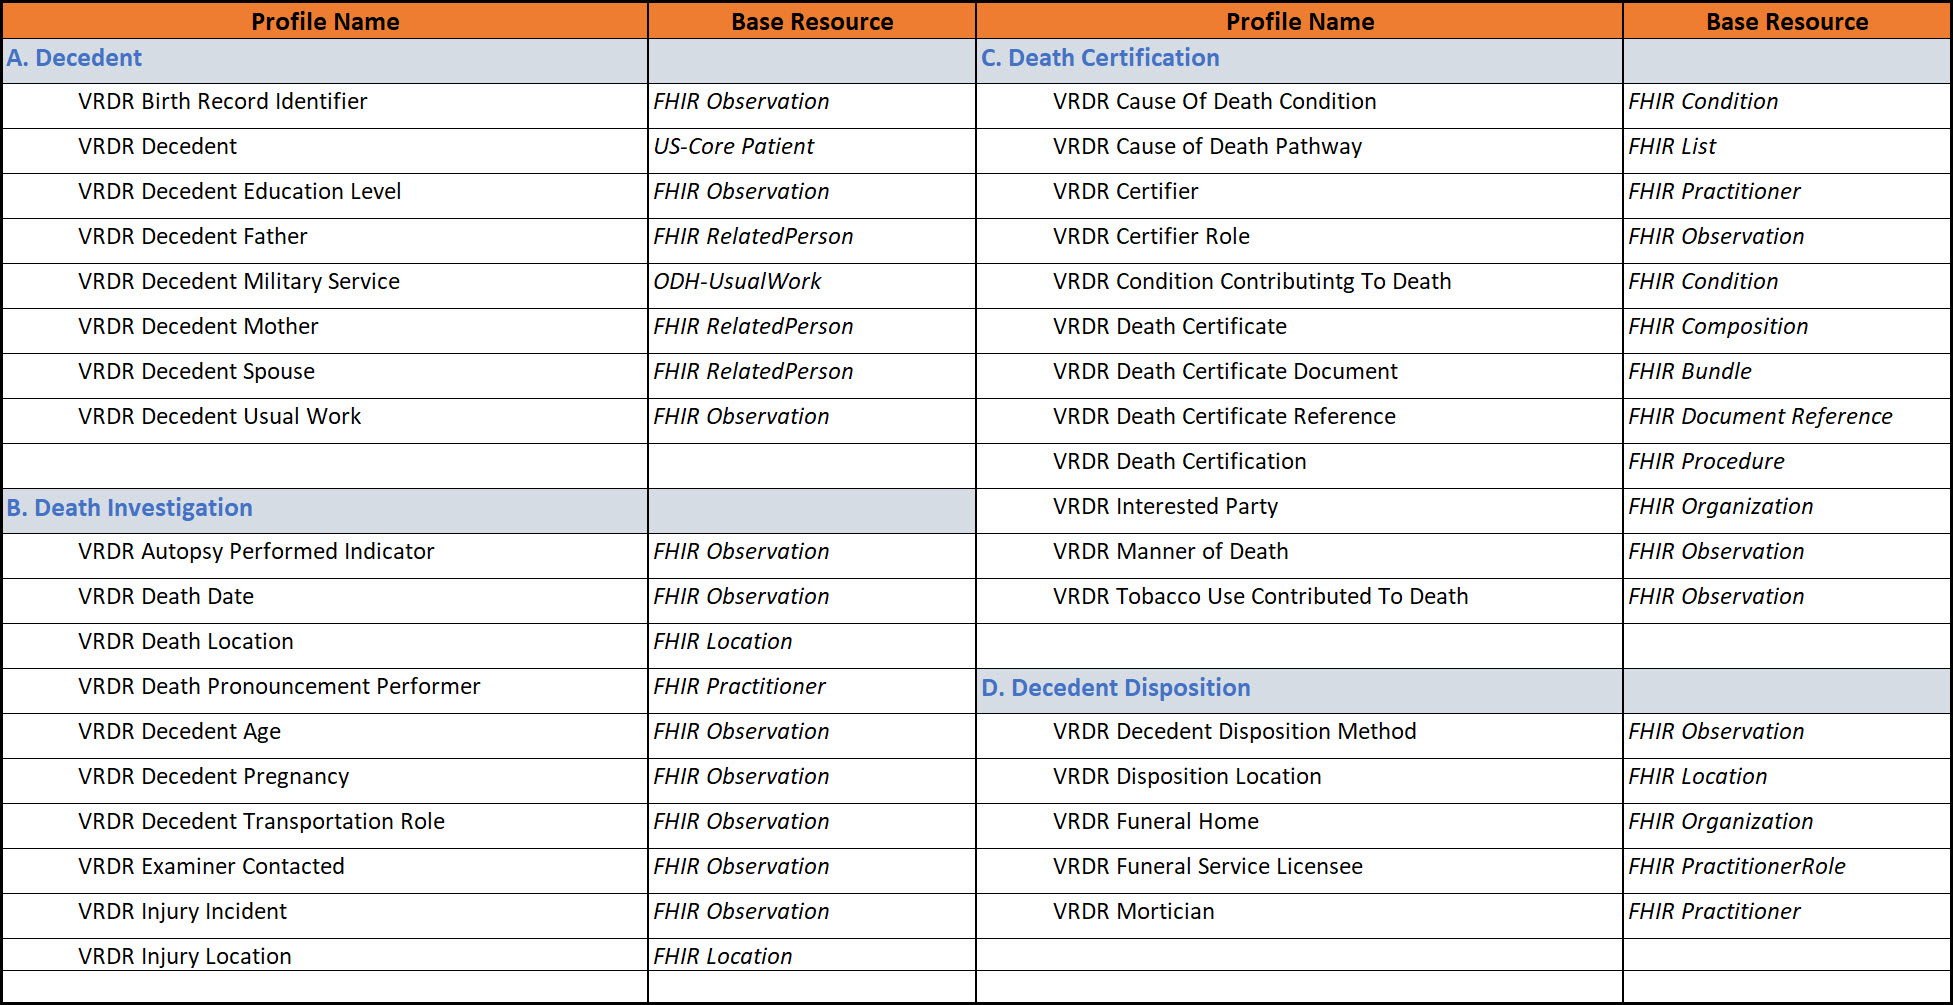 Profile Name Base Resource Profile Name Base Resource
A. Decedent C. Death Certification
VRDR Birth Record Identifier FHIR Observation VRDR Cause Of Death Condition FHIR Condition
VRDR Decedent US-Core Patient VRDR Cause of Death Pathway FHIR List
VRDR Decedent Education Level FHIR Observation VRDR Certifier FHIR Practitioner
VRDR Decedent Father FHIR RelatedPerson VRDR Certifier Role FHIR Observation
VRDR Decedent Military Service ODH-UsualWork VRDR Condition Contributintg To Death FHIR Condition
VRDR Decedent Mother FHIR RelatedPerson VRDR Death Certificate FHIR Composition
VRDR Decedent Spouse FHIR RelatedPerson VRDR Death Certificate Document FHIR Bundle
VRDR Decedent Usual Work FHIR Observation VRDR Death Certificate Reference FHIR Document Reference
VRDR Death Certification FHIR Procedure
B. Death Investigation VRDR Interested Party FHIR Organization
VRDR Autopsy Performed Indicator FHIR Observation VRDR Manner of Death FHIR Observation
VRDR Death Date FHIR Observation VRDR Tobacco Use Contributed To Death FHIR Observation
VRDR Death Location FHIR Location
VRDR Death Pronouncement Performer FHIR Practitioner D. Decedent Disposition
VRDR Decedent Age FHIR Observation VRDR Decedent Disposition Method FHIR Observation
VRDR Decedent Pregnancy FHIR Observation VRDR Disposition Location FHIR Location
VRDR Decedent Transportation Role FHIR Observation VRDR Funeral Home FHIR Organization
VRDR Examiner Contacted FHIR Observation VRDR Funeral Service Licensee FHIR PractitionerRole
VRDR Injury Incident FHIR Observation VRDR Mortician FHIR Practitioner
VRDR Injury Location FHIR Location